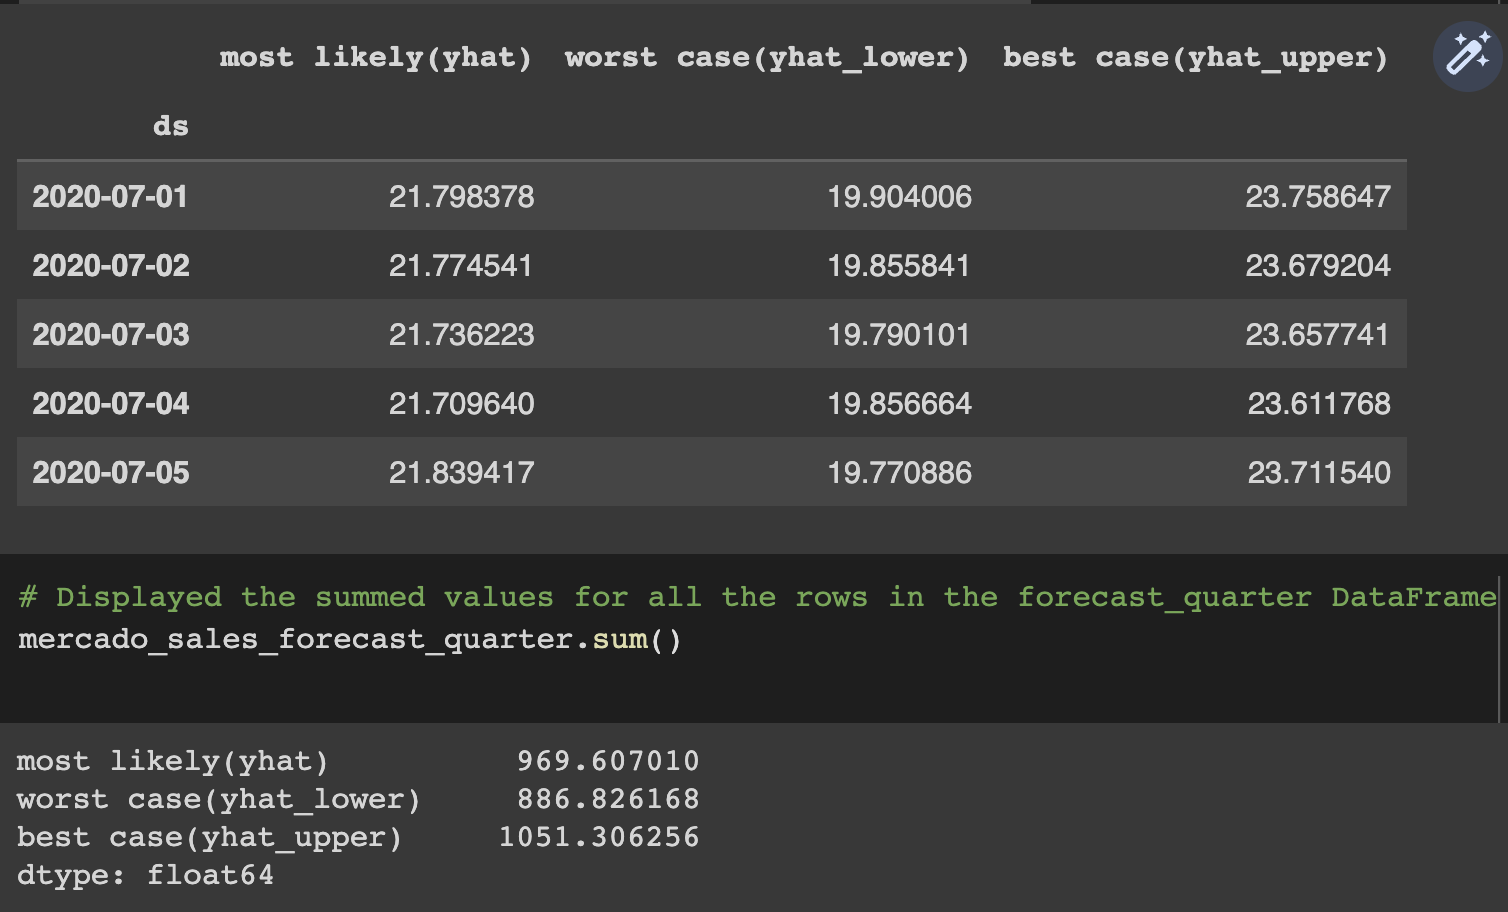 most likely(yhat) worst case(yhat_lower) best case(yhat_upper)
ds
2020-07-01 21.798378 19.904006 23.758647
2020-07-02 21.774541 19.855841 23.679204
2020-07-03 21.736223 19.790101 23.657741
2020-07-04 21.709640 19.856664 23.611768
2020-07-05 21.839417 19.770886 23.711540
# Displayed the summed values for all the rows in the forecast_quarter DataFrame
mercado_sales_forecast_quarter.sum()
most likely(yhat) 969.607010
worst case(yhat_lower) 886.826168
best case(yhat_upper) 1051.306256
dtype: float64